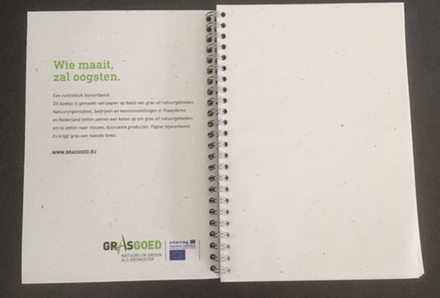 Wie maait,
zal oogsten.
Een notitieblok bijvoorbeeld.
Dit boekje is gemaakt van papier op basis van gras uit natuurgebieden.
Natuurorganisaties, bedrijven en kennisinstellingen in Vlaanderen
en Nederland zetten samen een keten op om gras uit natuurgebieden
om te zetten naar nieuwe, duurzame producten. Papier bijvoorbeeld.
Zo krijgt gras een tweede leven.
WWW.GRASGOED.EU
GRASGOED
NATUURLIJK GROEN
ALS GRONDSTOF
Interreg